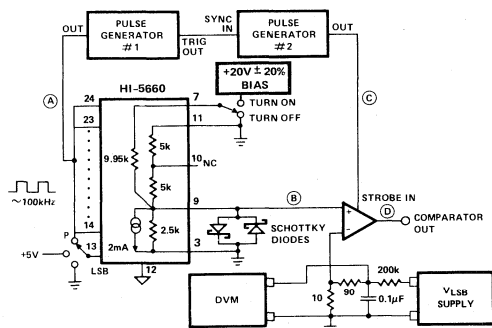 OUT
PULSE
GENERATOR
#1
TRIG
OUT
SYNC
IN
PULSE
GENERATOR
#2
OUT
A
+20V ± 20%
BIAS
C
HI-5660
24
23
7
TURN ON
11
TURN OFF
9.95k
5k
10
NC
5k
9
B
STROBE IN
+
D
COMPARATOR
OUT
−
~100kHz
14
2.5k
SCHOTTKY
DIODES
P
13
2mA
3
+5V
LSB
12
DVM
10
90
200k
0.1μF
VLSB
SUPPLY